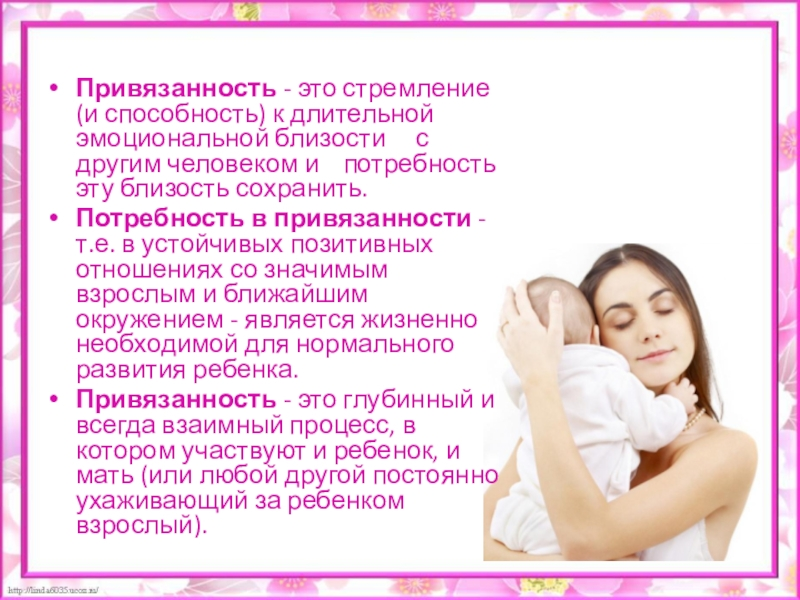 • Привязанность - это стремление
(и способность) к длительной
эмоциональной близости с
другим человеком и потребность
эту близость сохранить.
• Потребность в привязанности -
т.е. в устойчивых позитивных
отношениях со значимым
взрослым и ближайшим
окружением - является жизненно
необходимой для нормального
развития ребенка.
• Привязанность - это глубинный и
всегда взаимный процесс, в
котором участвуют и ребенок, и
мать (или любой другой постоянно
ухаживающий за ребенком
взрослый).
http://linda6035.ucoz.ru/